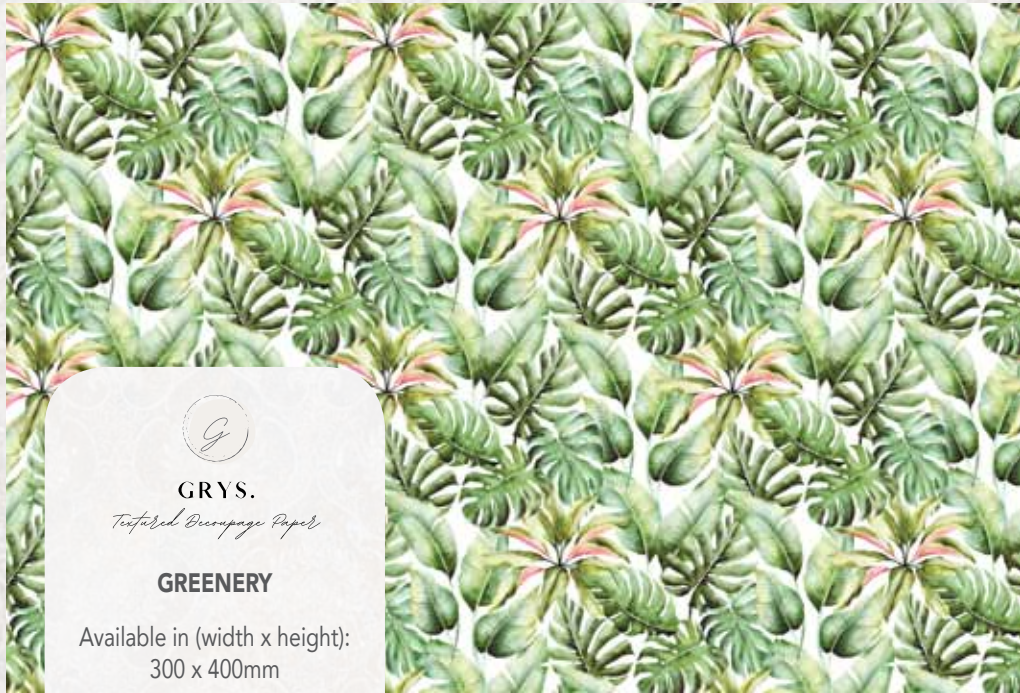 G
GRYS.
Textured Decoupage Paper
GREENERY
Available in (width x height):
300 x 400mm